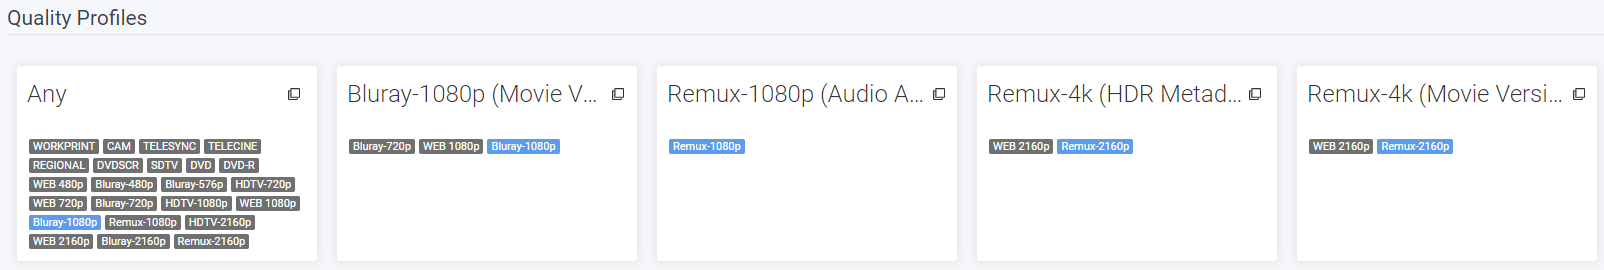 Quality Profiles
Any
WORKPRINT CAM TELESYNC TELECINE
REGIONAL DVDSCR SDTV DVD DVD-R
WEB 480p Bluray-480p Bluray-576p HDTV-720p
WEB 720p Bluray-720p HDTV-1080p WEB 1080p
Bluray-1080p Remux-1080p HDTV-2160p
WEB 2160p Bluray-2160p Remux-2160p
Bluray-1080p (Movie V...
Bluray-720p WEB 1080p Bluray-1080p
Remux-1080p (Audio A...
Remux-1080p
Remux-4k (HDR Metad...
WEB 2160p Remux-2160p
Remux-4k (Movie Versi...
WEB 2160p Remux-2160p